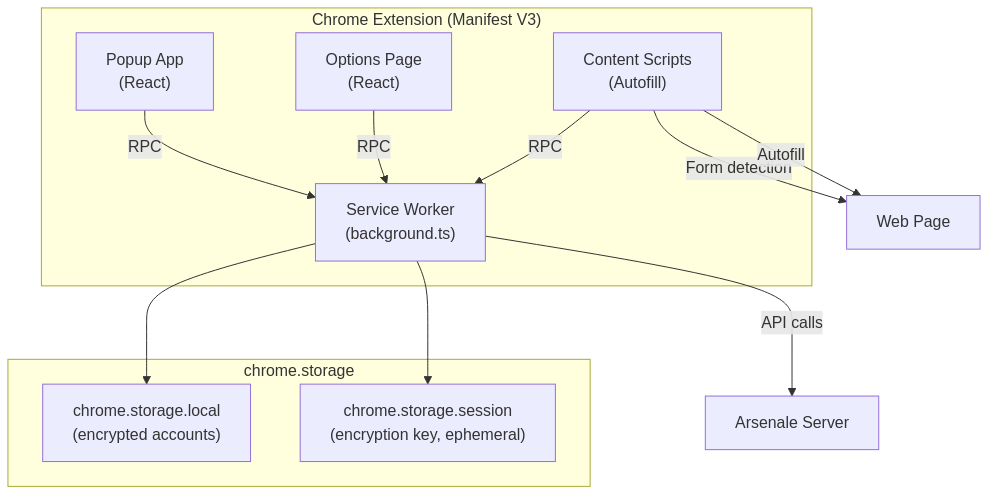 Chrome Extension (Manifest V3)
Popup App
(React)
Options Page
(React)
Content Scripts
(Autofill)
RPC
RPC
RPC
Autofill
Form detection
Service Worker
(background.ts)
Web Page
API calls
chrome.storage
chrome.storage.local
(encrypted accounts)
chrome.storage.session
(encryption key, ephemeral)
Arsenale Server